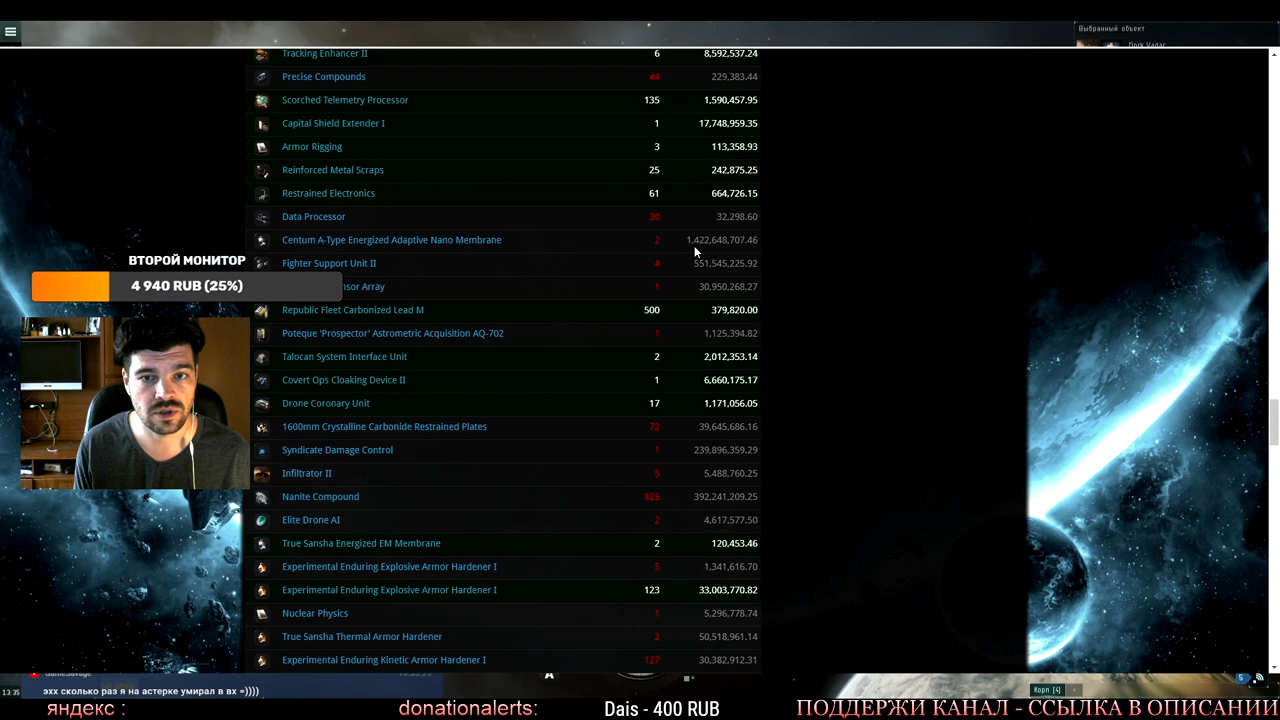 Выбранный объект
Dork Vadar
Tracking Enhancer II 6 8,592,537.24
Precise Compounds 44 229,383.44
Scorched Telemetry Processor 135 1,590,457.95
Capital Shield Extender I 1 17,748,959.35
Armor Rigging 3 113,358.93
Reinforced Metal Scraps 25 242,875.25
Restrained Electronics 61 664,726.15
Data Processor 30 32,298.60
Centum A-Type Energized Adaptive Nano Membrane 2 1,422,648,707.46
Fighter Support Unit II 4 551,545,225.92
nsor Array 1 30,950,268.27
Republic Fleet Carbonized Lead M 500 379,820.00
Poteque 'Prospector' Astrometric Acquisition AQ-702 1 1,125,394.82
Talocan System Interface Unit 2 2,012,353.14
Covert Ops Cloaking Device II 1 6,660,175.17
Drone Coronary Unit 17 1,171,056.05
1600mm Crystalline Carbonide Restrained Plates 72 39,645,686.16
Syndicate Damage Control 1 239,896,359.29
Infiltrator II 5 5,488,760.25
Nanite Compound 925 392,241,209.25
Elite Drone AI 2 4,617,577.50
True Sansha Energized EM Membrane 2 120,453.46
Experimental Enduring Explosive Armor Hardener I 5 1,341,616.70
Experimental Enduring Explosive Armor Hardener I 123 33,003,770.82
Nuclear Physics 1 5,296,778.74
True Sansha Thermal Armor Hardener 2 50,518,961.14
Experimental Enduring Kinetic Armor Hardener I 127 30,382,912.31
ВТОРОЙ МОНИТОР
4 940 RUB (25%)
GameSavage
13:35
эхх сколько раз я на астерке умирал в вх =))))
Корп [4]
5
яндекс :
donationalerts:
Dais - 400 RUB
ПОДДЕРЖИ КАНАЛ - ССЫЛКА В ОПИСАНИИ